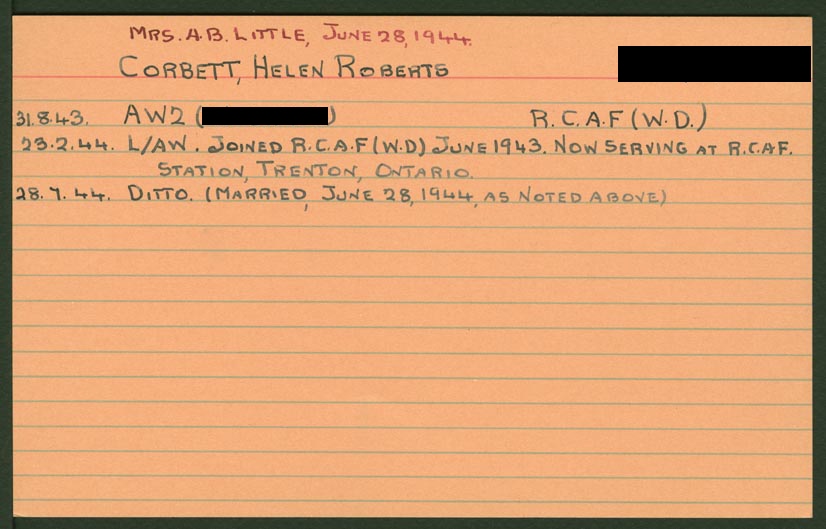 MRS. A.B. LITTLE, JUNE 28, 1944.
CORBETT, HELEN ROBERTS
31.8.43. AW2 ( ) R.C.A.F (W.D.)
23.2.44. L/AW. JOINED R.C.A.F (W.D) JUNE 1943. NOW SERVING AT R.C.A.F.
STATION, TRENTON, ONTARIO.
28.7.44. DITTO. (MARRIED, JUNE 28, 1944, AS NOTED ABOVE)